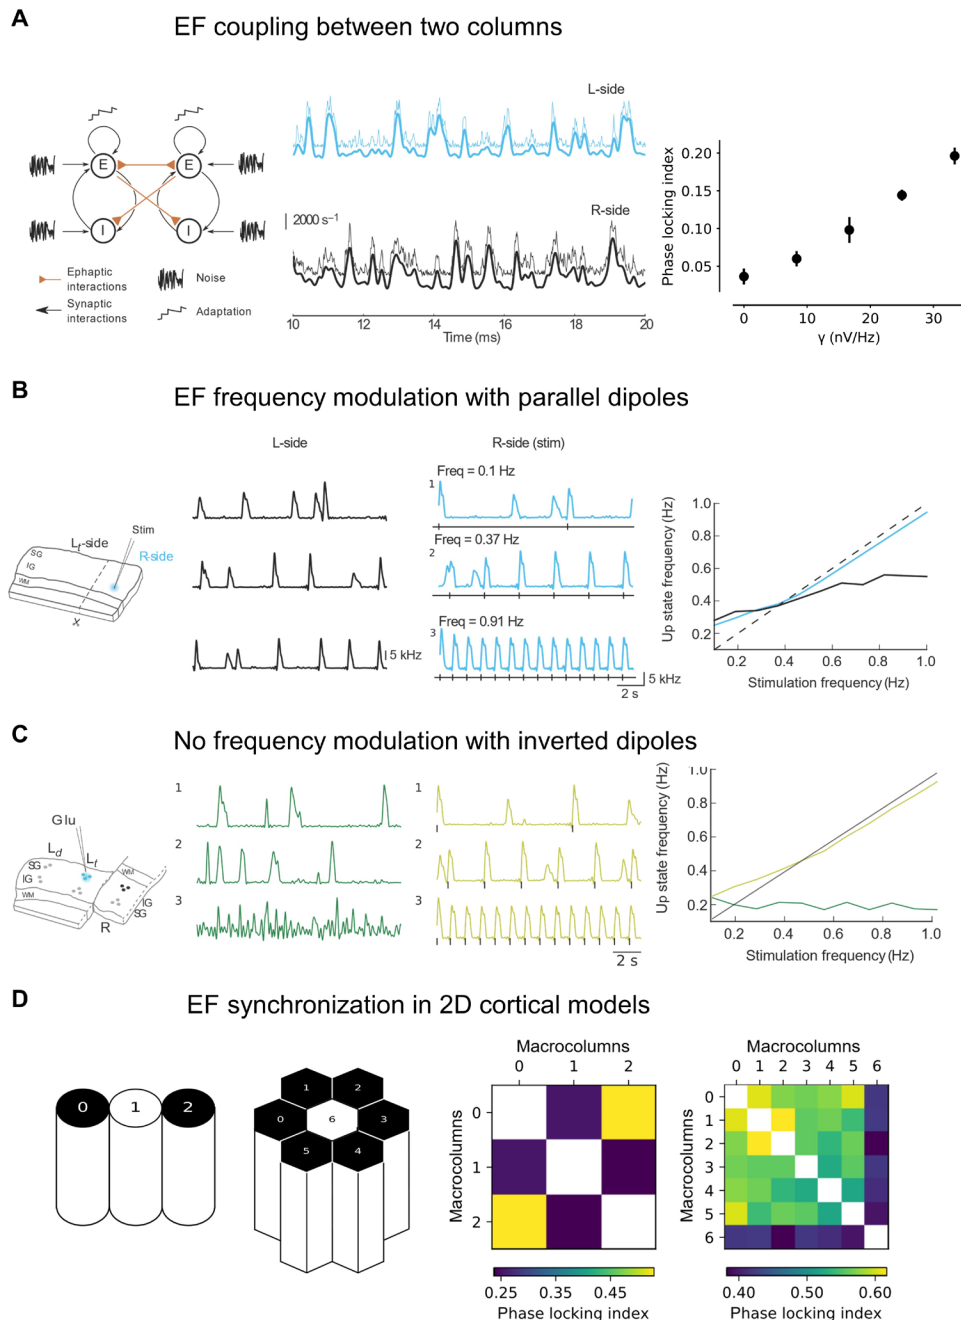 A
EF coupling between two columns
L-side
R-side
2000 s⁻¹
E
E
I
I
Ephaptic interactions
Noise
Synaptic interactions
Adaptation
10 12 14 16 18 20
Time (ms)
Phase locking index
0.20
0.15
0.10
0.05
0 10 20 30
γ (nV/Hz)
B
EF frequency modulation with parallel dipoles
L-side
R-side (stim)
Lt-side
Stim
R-side
SG
IG
WM
x
5 kHz
1
Freq = 0.1 Hz
2
Freq = 0.37 Hz
3
Freq = 0.91 Hz
5 kHz
2 s
Up state frequency (Hz)
1.0
0.8
0.6
0.4
0.2
0.2 0.4 0.6 0.8 1.0
Stimulation frequency (Hz)
C
No frequency modulation with inverted dipoles
Glu
Ld
Lt
SG
IG
WM
WM
IG
SG
R
1
2
3
1
2
3
2 s
Up state frequency (Hz)
1.0
0.8
0.6
0.4
0.2
0.2 0.4 0.6 0.8 1.0
Stimulation frequency (Hz)
D
EF synchronization in 2D cortical models
0 1 2
1 2
0 6 3
5 4
Macrocolumns
0 1 2
Macrocolumns
0
1
2
0.25 0.35 0.45
Phase locking index
Macrocolumns
0 1 2 3 4 5 6
Macrocolumns
0
1
2
3
4
5
6
0.40 0.50 0.60
Phase locking index